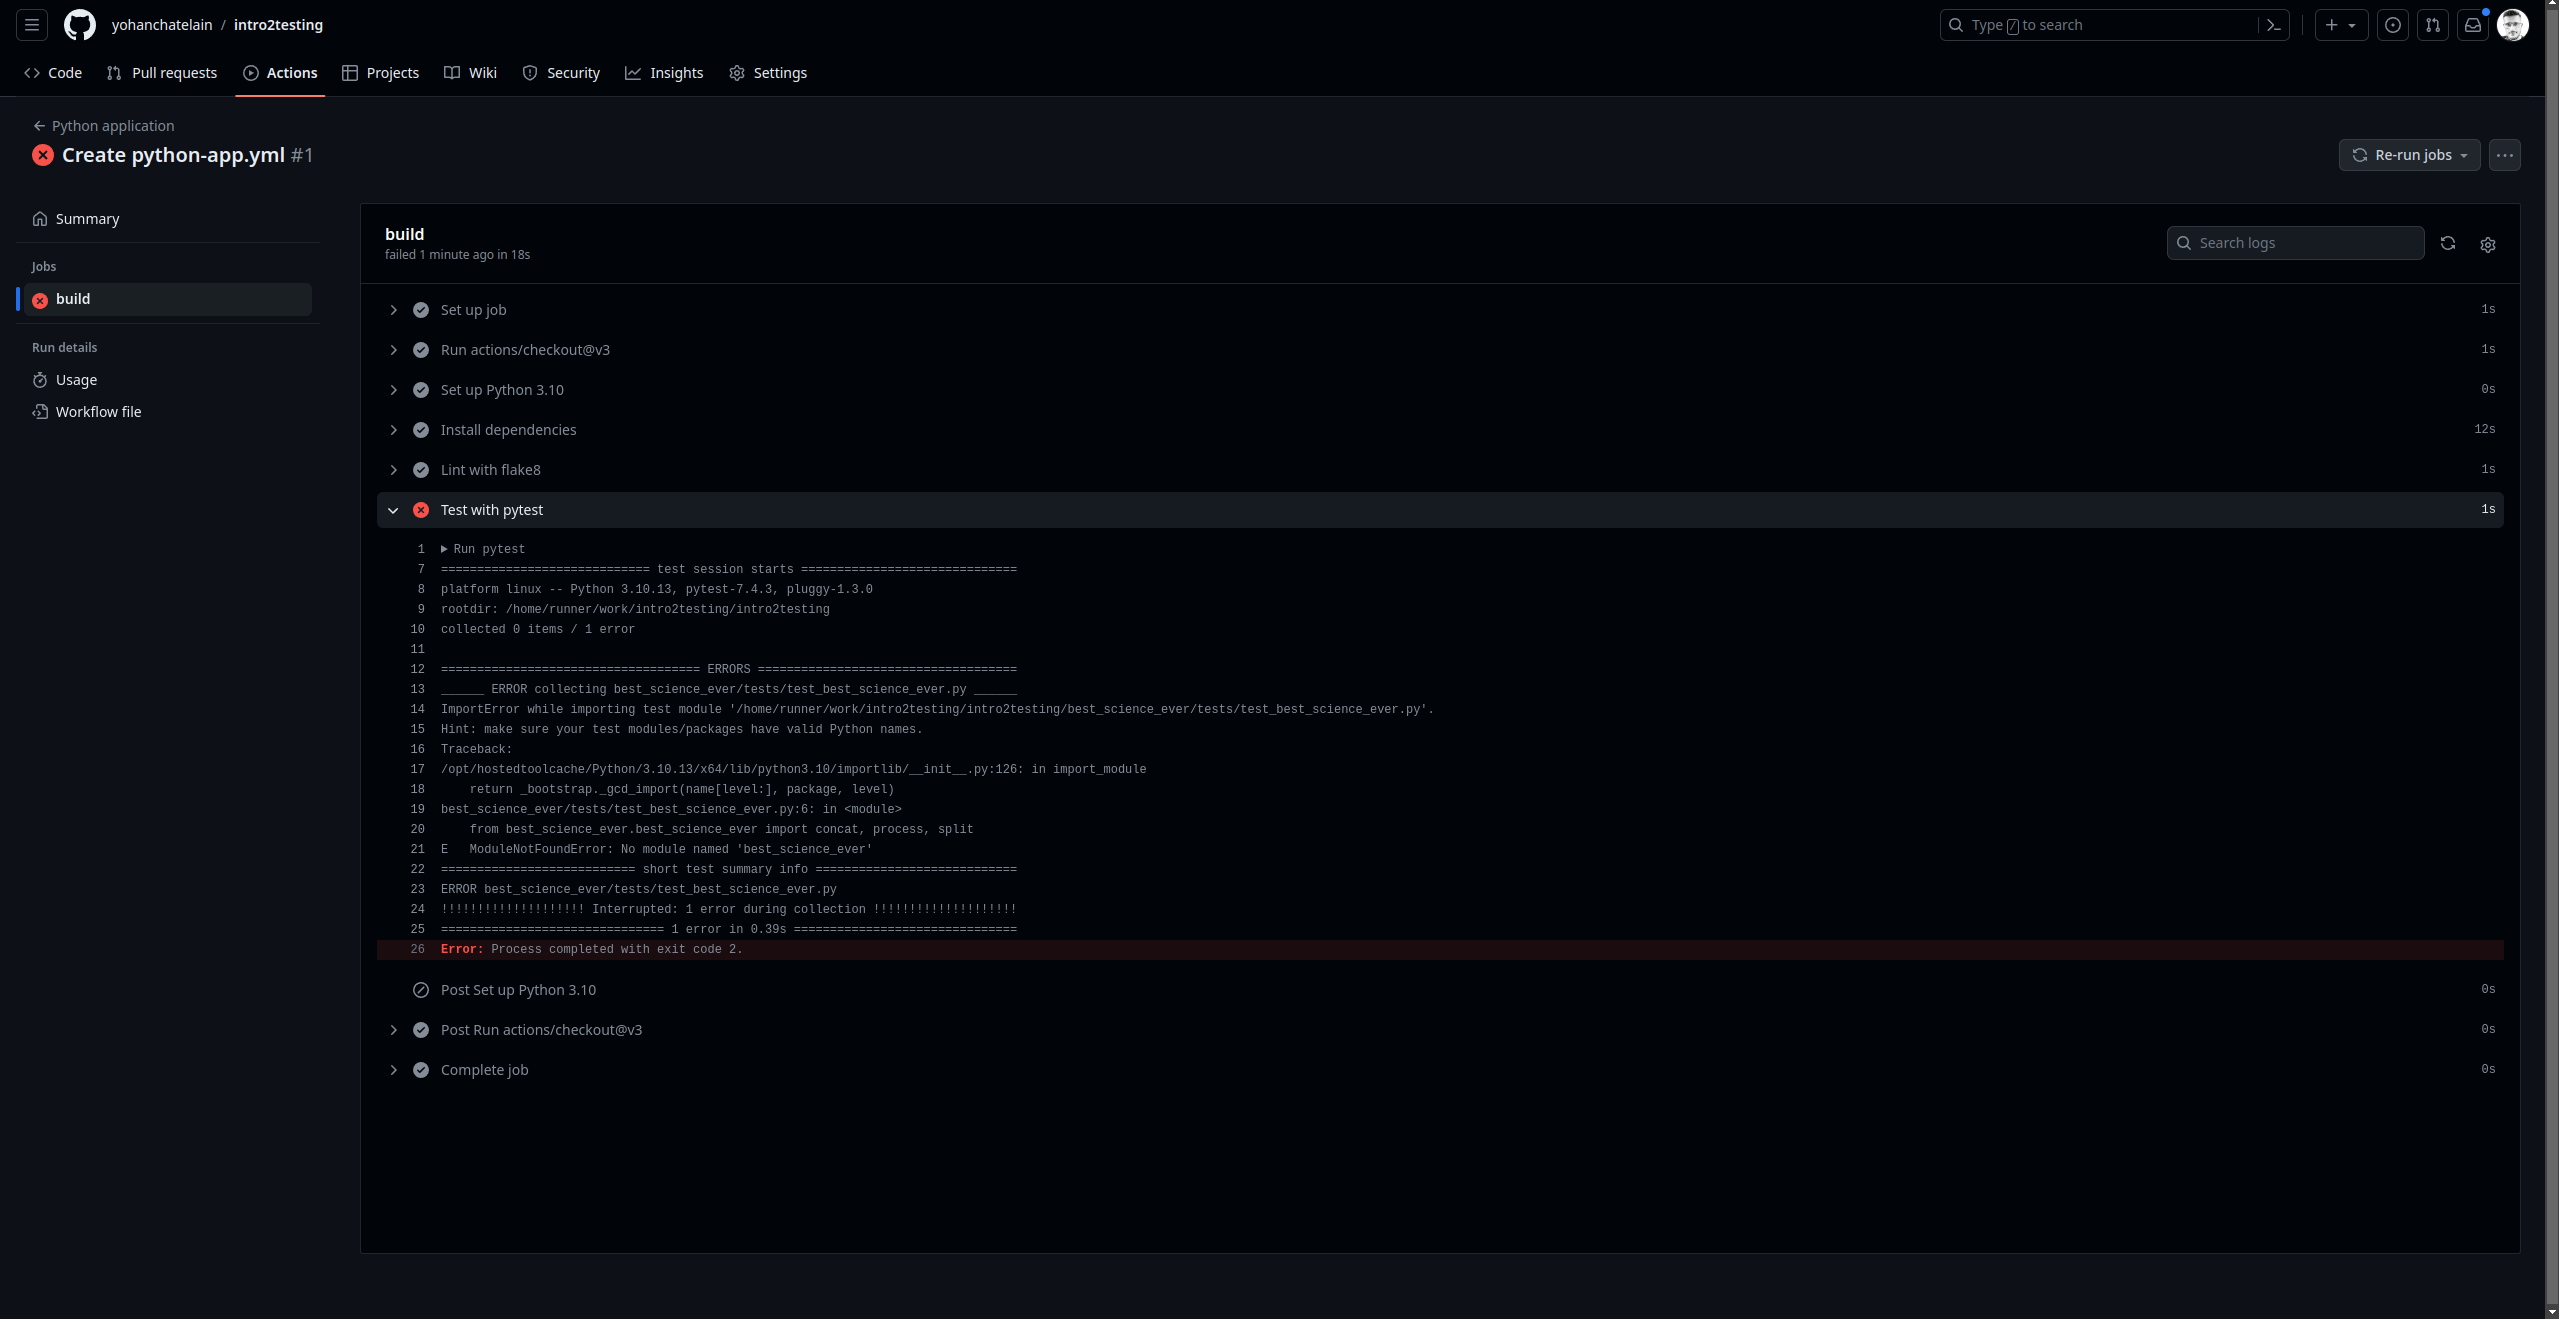 yohanchatelain / intro2testing
Type / to search
Code Pull requests Actions Projects Wiki Security Insights Settings
Python application
Create python-app.yml #1
Re-run jobs
Summary
Jobs
build
Run details
Usage
Workflow file
build
failed 1 minute ago in 18s
Search logs
Set up job 1s
Run actions/checkout@v3 1s
Set up Python 3.10 0s
Install dependencies 12s
Lint with flake8 1s
Test with pytest 1s
1 Run pytest
7 ============================= test session starts ==============================
8 platform linux -- Python 3.10.13, pytest-7.4.3, pluggy-1.3.0
9 rootdir: /home/runner/work/intro2testing/intro2testing
10 collected 0 items / 1 error
11
12 ==================================== ERRORS ====================================
13 ______ ERROR collecting best_science_ever/tests/test_best_science_ever.py ______
14 ImportError while importing test module '/home/runner/work/intro2testing/intro2testing/best_science_ever/tests/test_best_science_ever.py'.
15 Hint: make sure your test modules/packages have valid Python names.
16 Traceback:
17 /opt/hostedtoolcache/Python/3.10.13/x64/lib/python3.10/importlib/__init__.py:126: in import_module
18     return _bootstrap._gcd_import(name[level:], package, level)
19 best_science_ever/tests/test_best_science_ever.py:6: in <module>
20     from best_science_ever.best_science_ever import concat, process, split
21 E   ModuleNotFoundError: No module named 'best_science_ever'
22 =========================== short test summary info ============================
23 ERROR best_science_ever/tests/test_best_science_ever.py
24 !!!!!!!!!!!!!!!!!!!! Interrupted: 1 error during collection !!!!!!!!!!!!!!!!!!!!
25 =============================== 1 error in 0.39s ===============================
26 Error: Process completed with exit code 2.
Post Set up Python 3.10 0s
Post Run actions/checkout@v3 0s
Complete job 0s